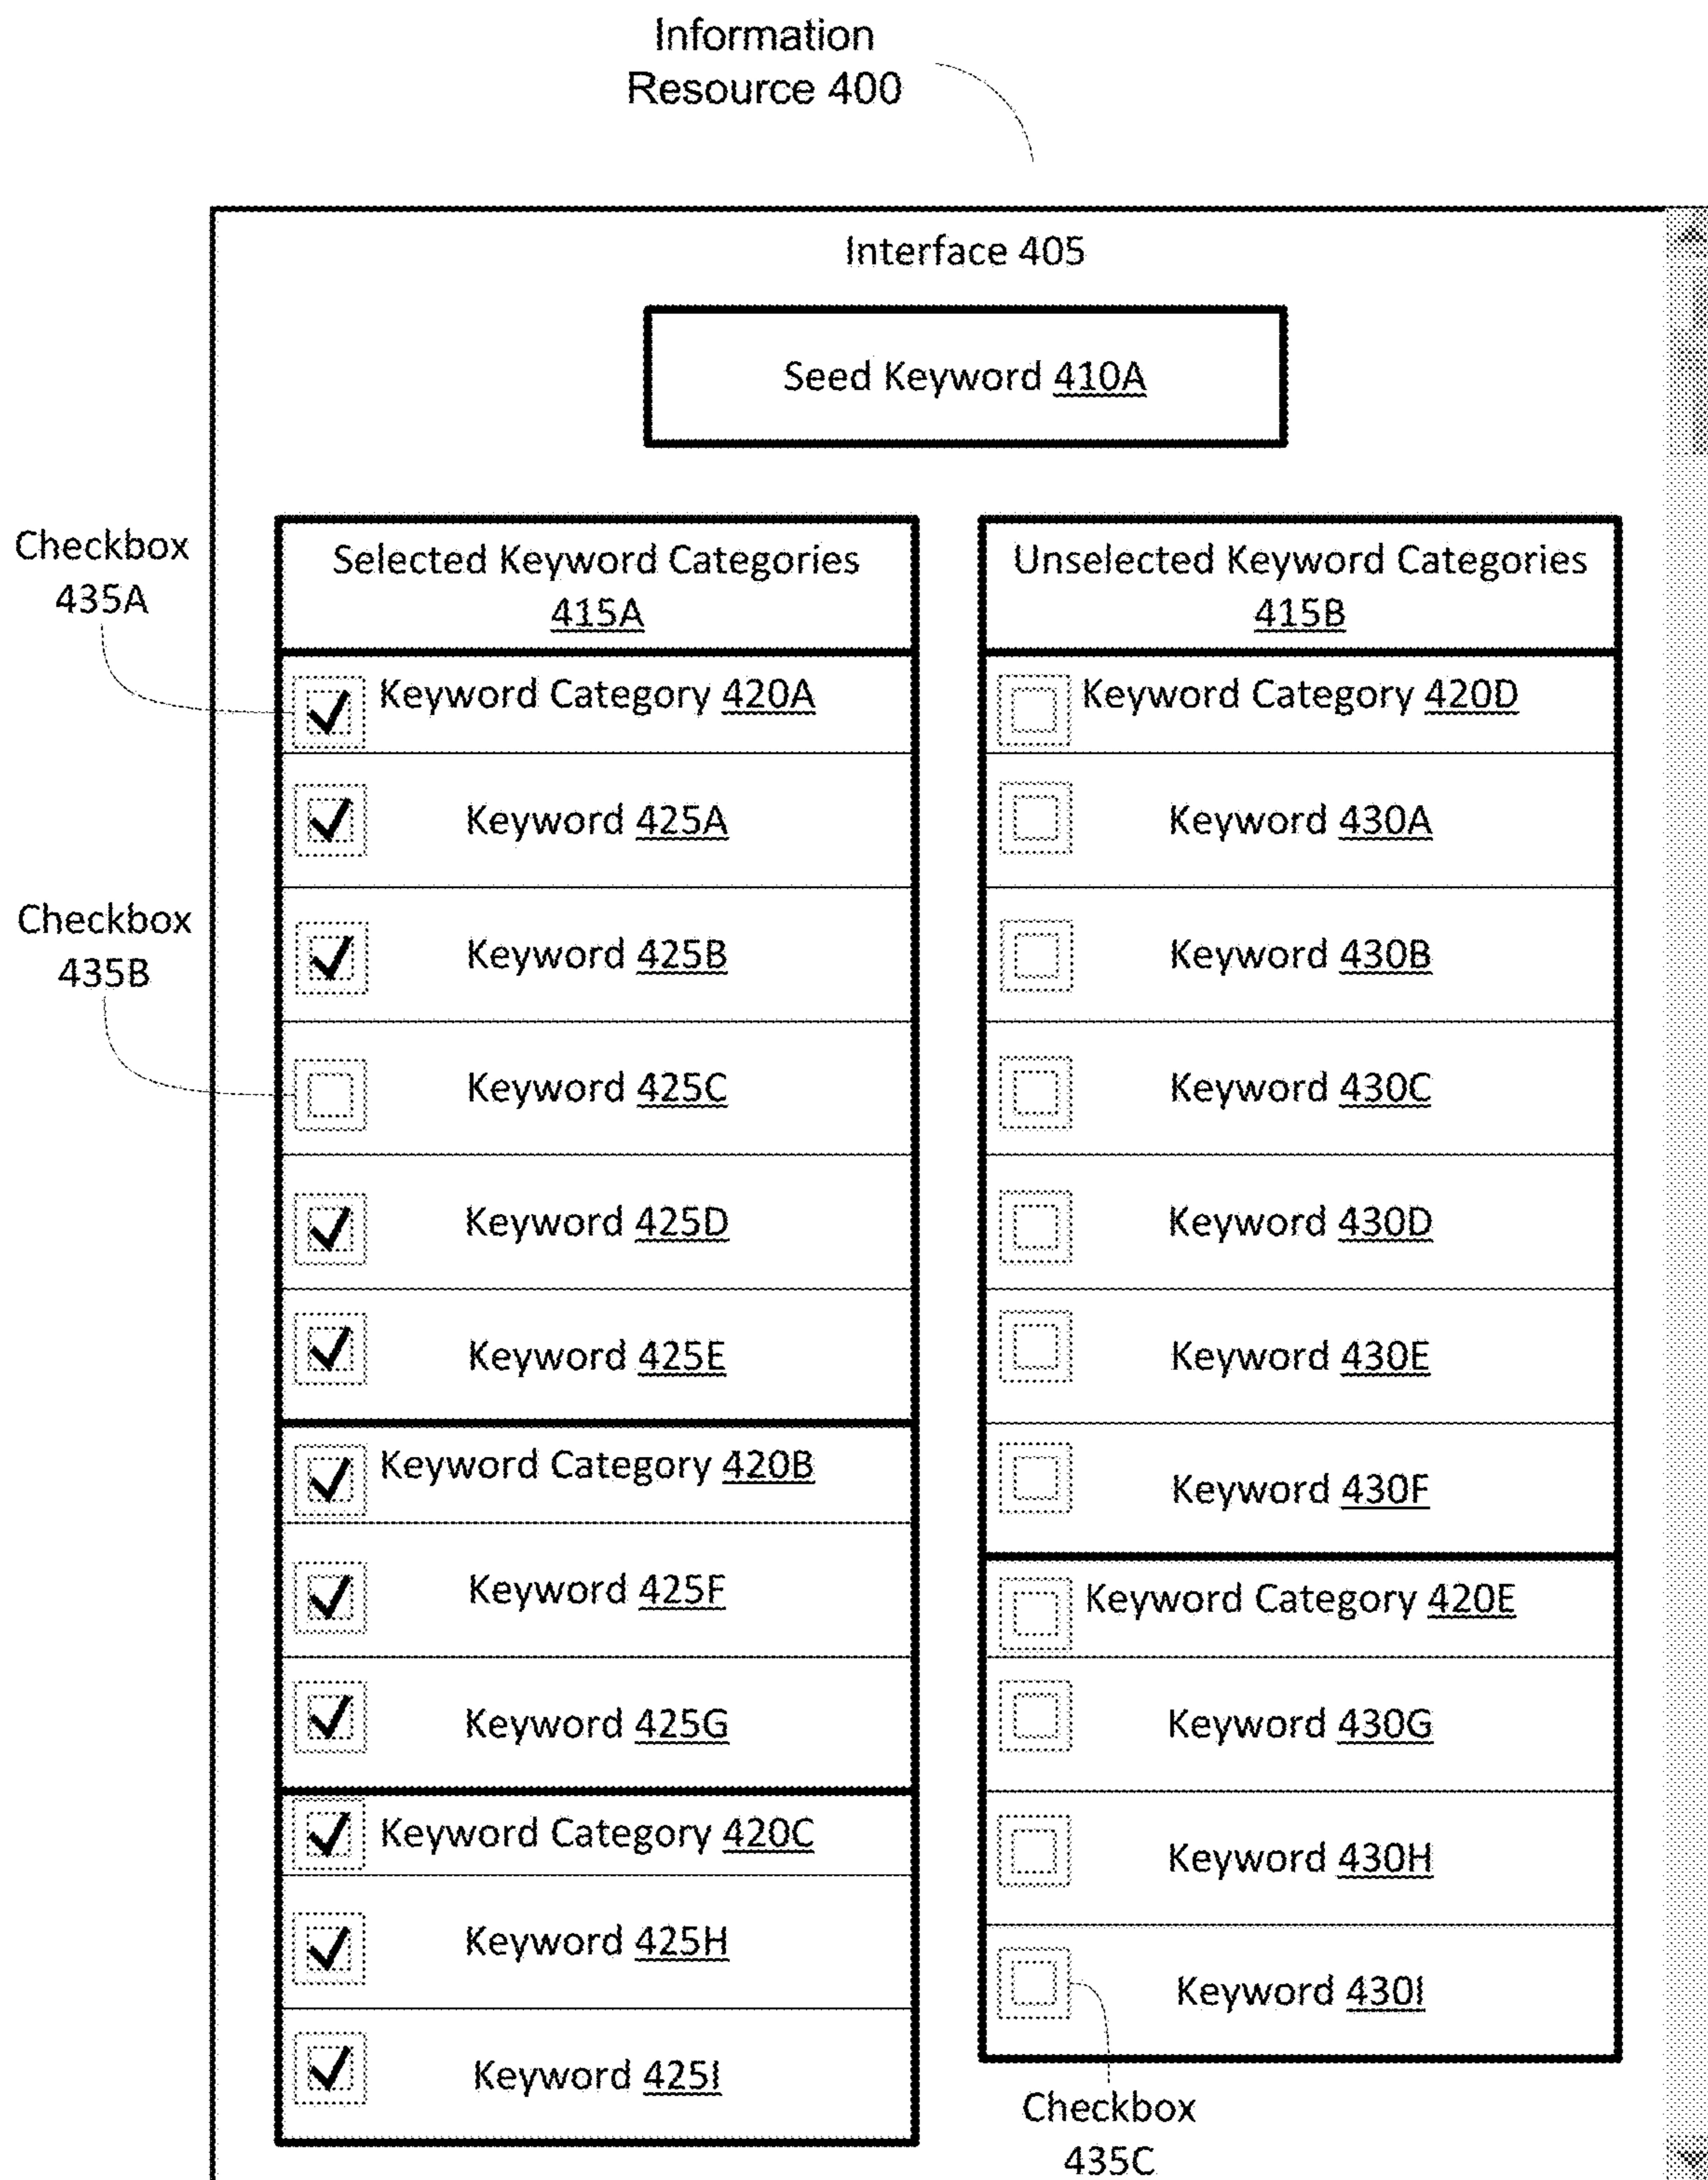 Information
Resource 400
Interface 405
Seed Keyword 410A
Checkbox
435A
Checkbox
435B
Selected Keyword Categories
415A
Keyword Category 420A
Keyword 425A
Keyword 425B
Keyword 425C
Keyword 425D
Keyword 425E
Keyword Category 420B
Keyword 425F
Keyword 425G
Keyword Category 420C
Keyword 425H
Keyword 425I
Unselected Keyword Categories
415B
Keyword Category 420D
Keyword 430A
Keyword 430B
Keyword 430C
Keyword 430D
Keyword 430E
Keyword 430F
Keyword Category 420E
Keyword 430G
Keyword 430H
Keyword 430I
Checkbox
435C